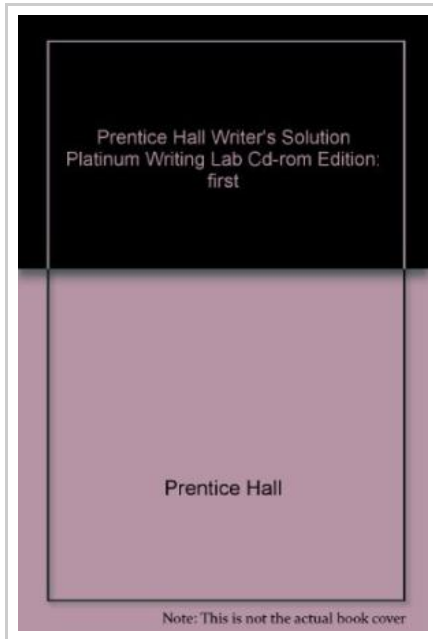 Prentice Hall Writer's Solution
Platinum Writing Lab Cd-rom Edition:
first
Prentice Hall
Note: This is not the actual book cover